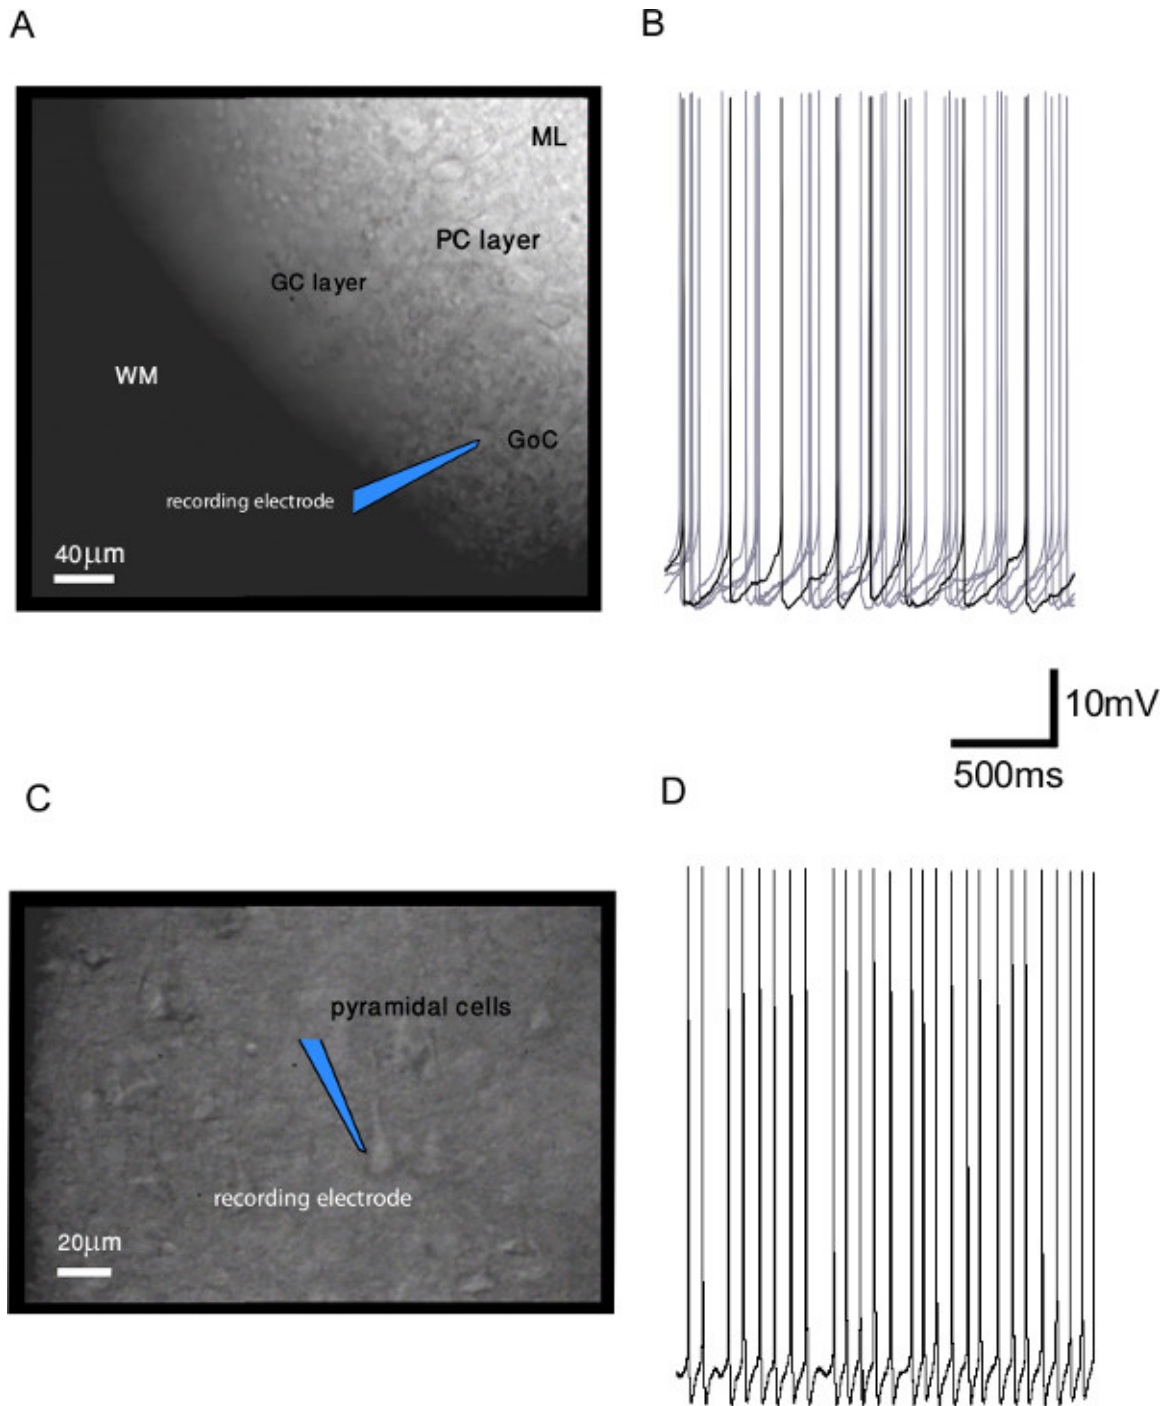 A
B
ML
PC layer
GC layer
WM
GoC
recording electrode
40μm
10mV
500ms
C
D
pyramidal cells
recording electrode
20μm